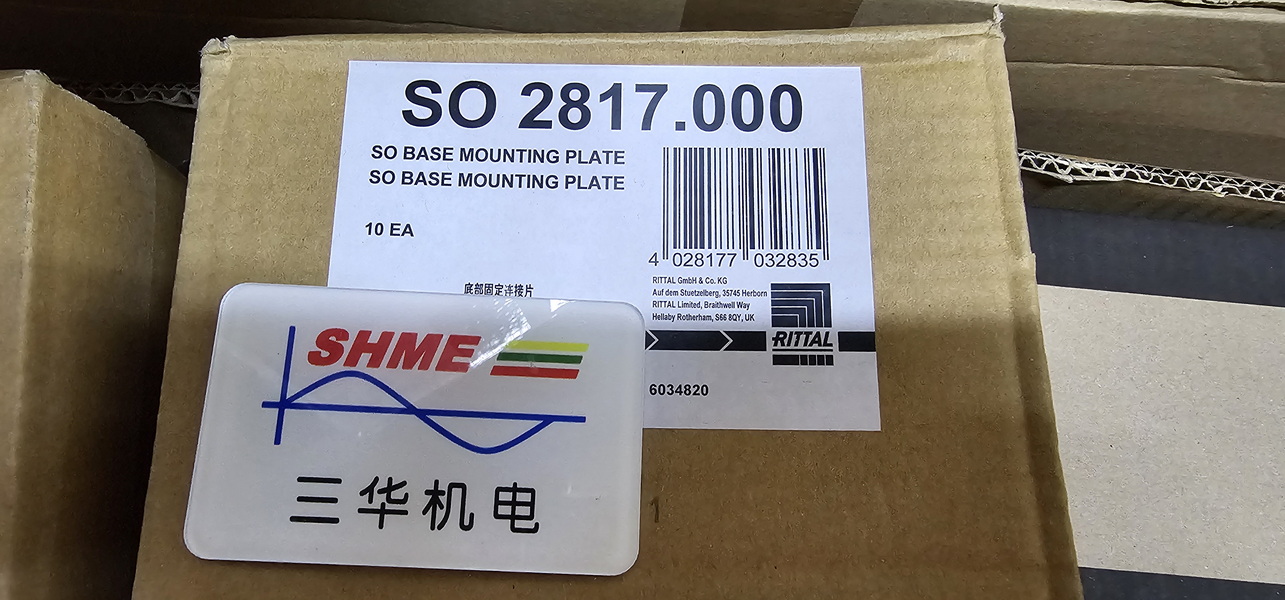 SO 2817.000
SO BASE MOUNTING PLATE
SO BASE MOUNTING PLATE
10 EA
4 028177 032835
底部固定连接片
RITTAL GmbH & Co. KG
Auf dem Stuetzelberg, 35745 Herborn
RITTAL Limited, Braithwell Way
Hellaby Rotherham, S66 8QY, UK
RITTAL
6034820
SHME
三华机电